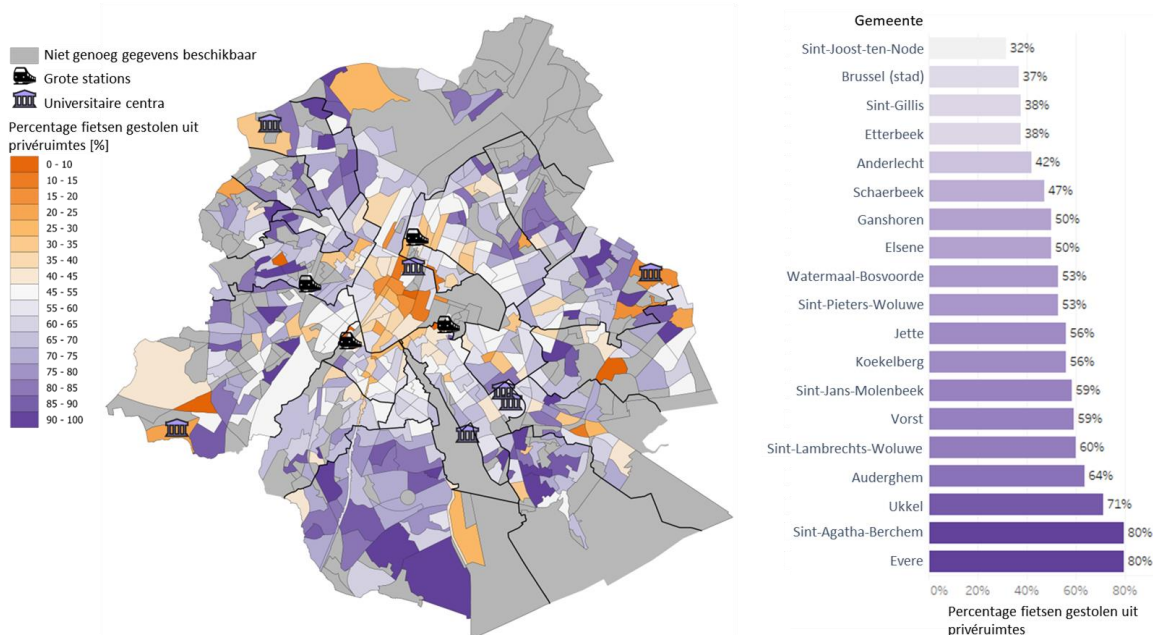 Niet genoeg gegevens beschikbaar
Grote stations
Universitaire centra
Percentage fietsen gestolen uit
privéruimtes [%]
0 - 10
10 - 15
15 - 20
20 - 25
25 - 30
30 - 35
35 - 40
40 - 45
45 - 55
55 - 60
60 - 65
65 - 70
70 - 75
75 - 80
80 - 85
85 - 90
90 - 100
Gemeente
Sint-Joost-ten-Node 32%
Brussel (stad) 37%
Sint-Gillis 38%
Etterbeek 38%
Anderlecht 42%
Schaerbeek 47%
Ganshoren 50%
Elsene 50%
Watermaal-Bosvoorde 53%
Sint-Pieters-Woluwe 53%
Jette 56%
Koekelberg 56%
Sint-Jans-Molenbeek 59%
Vorst 59%
Sint-Lambrechts-Woluwe 60%
Auderghem 64%
Ukkel 71%
Sint-Agatha-Berchem 80%
Evere 80%
0% 20% 40% 60% 80%
Percentage fietsen gestolen uit
privéruimtes